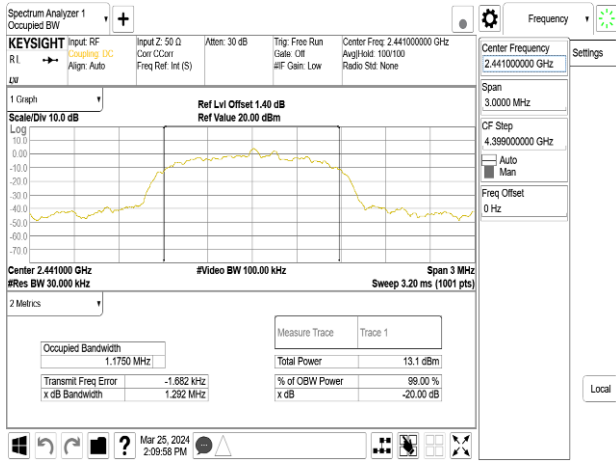 Spectrum Analyzer 1
Occupied BW
+
Frequency
KEYSIGHT
Input: RF
Input Z: 50 Ω
Atten: 30 dB
Trig: Free Run
Center Freq: 2.441000000 GHz
RL
Coupling: DC
Corr CCorr
Gate: Off
Avg|Hold: 100/100
Align: Auto
Freq Ref: Int (S)
#IF Gain: Low
Radio Std: None
LXI
Center Frequency
2.441000000 GHz
Settings
Span
3.0000 MHz
CF Step
4.399000000 GHz
Auto
Man
Freq Offset
0 Hz
Local
1 Graph
Ref Lvl Offset 1.40 dB
Scale/Div 10.0 dB
Ref Value 20.00 dBm
Log
10.0
0.00
-10.0
-20.0
-30.0
-40.0
-50.0
-60.0
-70.0
Center 2.441000 GHz
#Video BW 100.00 kHz
Span 3 MHz
#Res BW 30.000 kHz
Sweep 3.20 ms (1001 pts)
2 Metrics
Measure Trace
Trace 1
Occupied Bandwidth
1.1750 MHz
Total Power
13.1 dBm
Transmit Freq Error
-1.682 kHz
% of OBW Power
99.00 %
x dB Bandwidth
1.292 MHz
x dB
-20.00 dB
?
Mar 25, 2024
2:09:58 PM